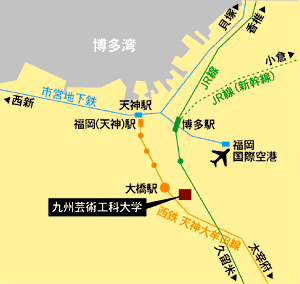 博多湾
貝塚
香椎
小倉
JR線
JR線(新幹線)
市営地下鉄
西新
天神駅
福岡(天神)駅
博多駅
福岡
国際空港
大橋駅
九州芸術工科大学
西鉄 天神大牟田線
太宰府
久留米